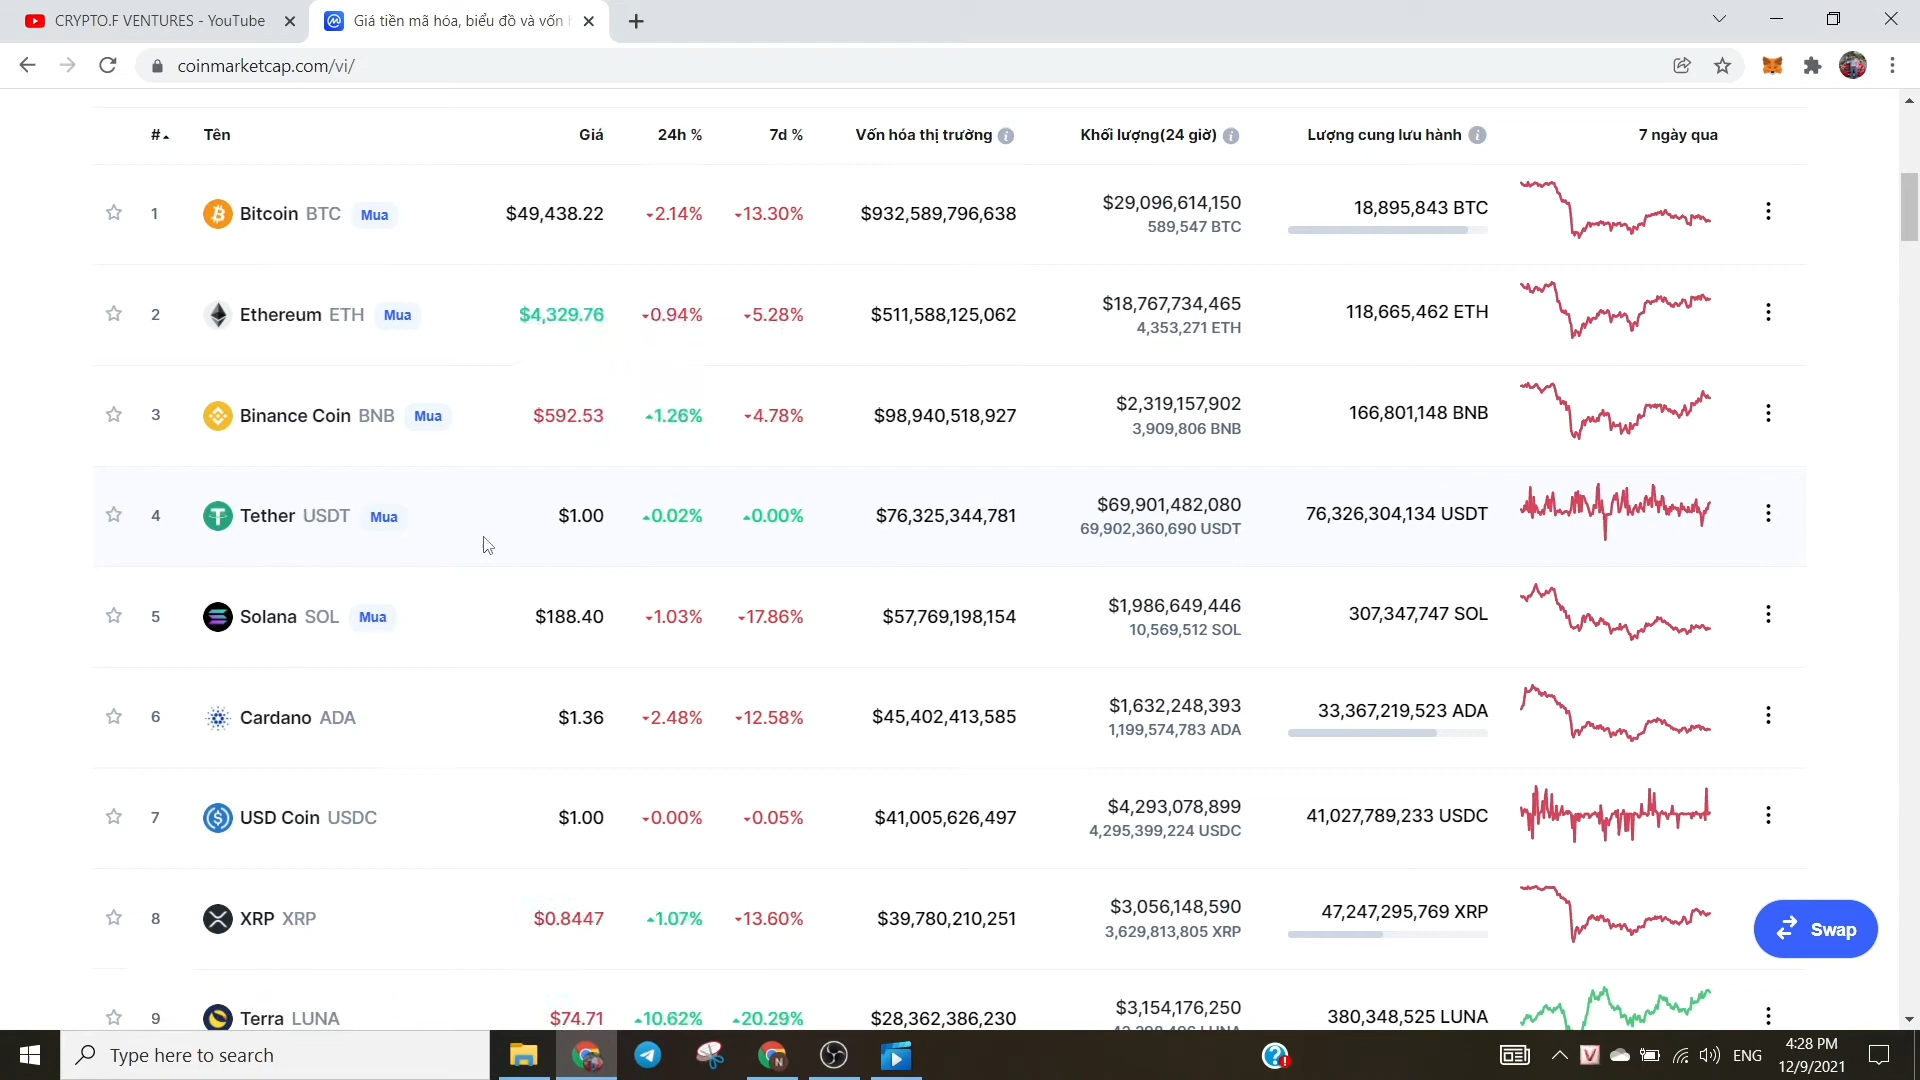 CRYPTO.F VENTURES - YouTube
Giá tiền mã hóa, biểu đồ và vốn
coinmarketcap.com/vi/
# Tên Giá 24h % 7d % Vốn hóa thị trường Khối lượng(24 giờ) Lượng cung lưu hành 7 ngày qua
1 Bitcoin BTC Mua $49,438.22 2.14% 13.30% $932,589,796,638 $29,096,614,150 18,895,843 BTC
589,547 BTC
2 Ethereum ETH Mua $4,329.76 0.94% 5.28% $511,588,125,062 $18,767,734,465 118,665,462 ETH
4,353,271 ETH
3 Binance Coin BNB Mua $592.53 1.26% 4.78% $98,940,518,927 $2,319,157,902 166,801,148 BNB
3,909,806 BNB
4 Tether USDT Mua $1.00 0.02% 0.00% $76,325,344,781 $69,901,482,080 76,326,304,134 USDT
69,902,360,690 USDT
5 Solana SOL Mua $188.40 1.03% 17.86% $57,769,198,154 $1,986,649,446 307,347,747 SOL
10,569,512 SOL
6 Cardano ADA $1.36 2.48% 12.58% $45,402,413,585 $1,632,248,393 33,367,219,523 ADA
1,199,574,783 ADA
7 USD Coin USDC $1.00 0.00% 0.05% $41,005,626,497 $4,293,078,899 41,027,789,233 USDC
4,295,399,224 USDC
8 XRP XRP $0.8447 1.07% 13.60% $39,780,210,251 $3,056,148,590 47,247,295,769 XRP
3,629,813,805 XRP
Swap
9 Terra LUNA $74.71 10.62% 20.29% $28,362,386,230 $3,154,176,250 380,348,525 LUNA
Type here to search
ENG
4:28 PM
12/9/2021